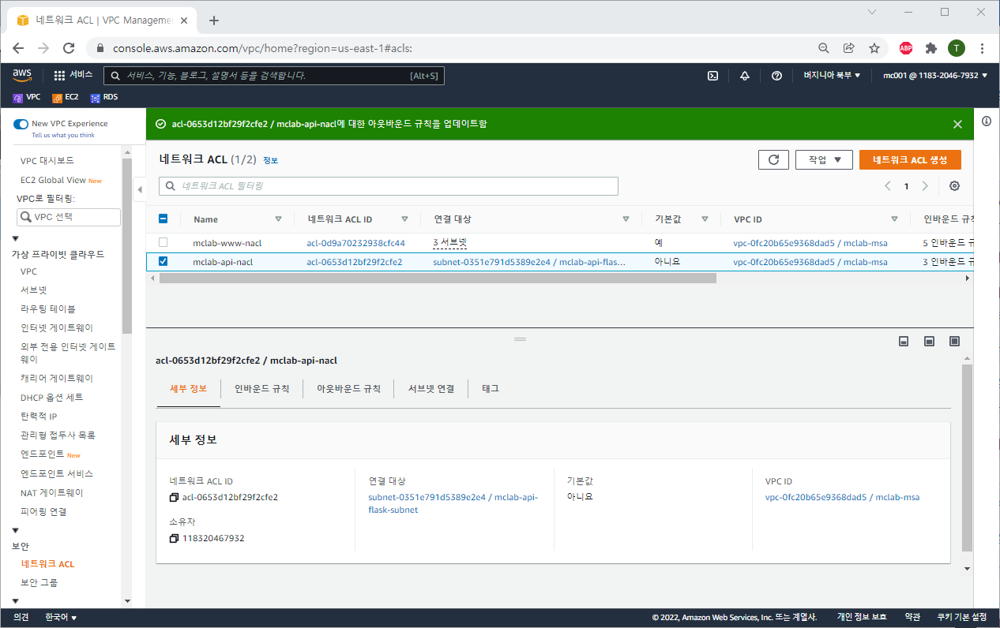 네트워크 ACL | VPC Manageme
console.aws.amazon.com/vpc/home?region=us-east-1#acls:
ABP
T
aws
서비스
서비스, 기능, 블로그, 설명서 등을 검색합니다.
[Alt+S]
버지니아 북부
mc001 @ 1183-2046-7932
VPC
EC2
RDS
New VPC Experience
Tell us what you think
VPC 대시보드
EC2 Global View New
VPC로 필터링:
VPC 선택
가상 프라이빗 클라우드
VPC
서브넷
라우팅 테이블
인터넷 게이트웨이
외부 전용 인터넷 게이트
웨이
캐리어 게이트웨이
DHCP 옵션 세트
탄력적 IP
관리형 접두사 목록
엔드포인트 New
엔드포인트 서비스
NAT 게이트웨이
피어링 연결
보안
네트워크 ACL
보안 그룹
acl-0653d12bf29f2cfe2 / mclab-api-nacl에 대한 아웃바운드 규칙을 업데이트함
네트워크 ACL (1/2) 정보
작업
네트워크 ACL 생성
네트워크 ACL 필터링
1
Name 네트워크 ACL ID 연결 대상 기본값 VPC ID 인바운드 규칙
mclab-www-nacl acl-0d9a70232938cfc44 3 서브넷 예 vpc-0fc20b65e9368dad5 / mclab-msa 5 인바운드 규
mclab-api-nacl acl-0653d12bf29f2cfe2 subnet-0351e791d5389e2e4 / mclab-api-flas... 아니요 vpc-0fc20b65e9368dad5 / mclab-msa 3 인바운드 규
acl-0653d12bf29f2cfe2 / mclab-api-nacl
세부 정보 인바운드 규칙 아웃바운드 규칙 서브넷 연결 태그
세부 정보
네트워크 ACL ID
acl-0653d12bf29f2cfe2
소유자
118320467932
연결 대상
subnet-0351e791d5389e2e4 / mclab-api-
flask-subnet
기본값
아니요
VPC ID
vpc-0fc20b65e9368dad5 / mclab-msa
의견
한국어
© 2022, Amazon Web Services, Inc. 또는 계열사.
개인 정보 보호
약관
쿠키 기본 설정